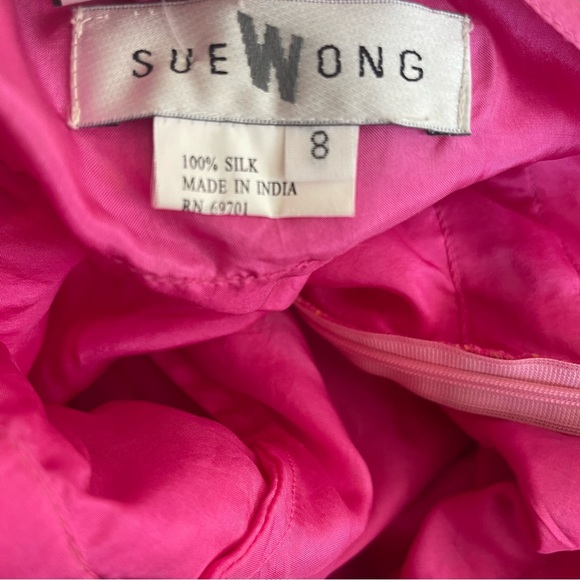 SUE WONG
8
100% SILK
MADE IN INDIA
RN 69701